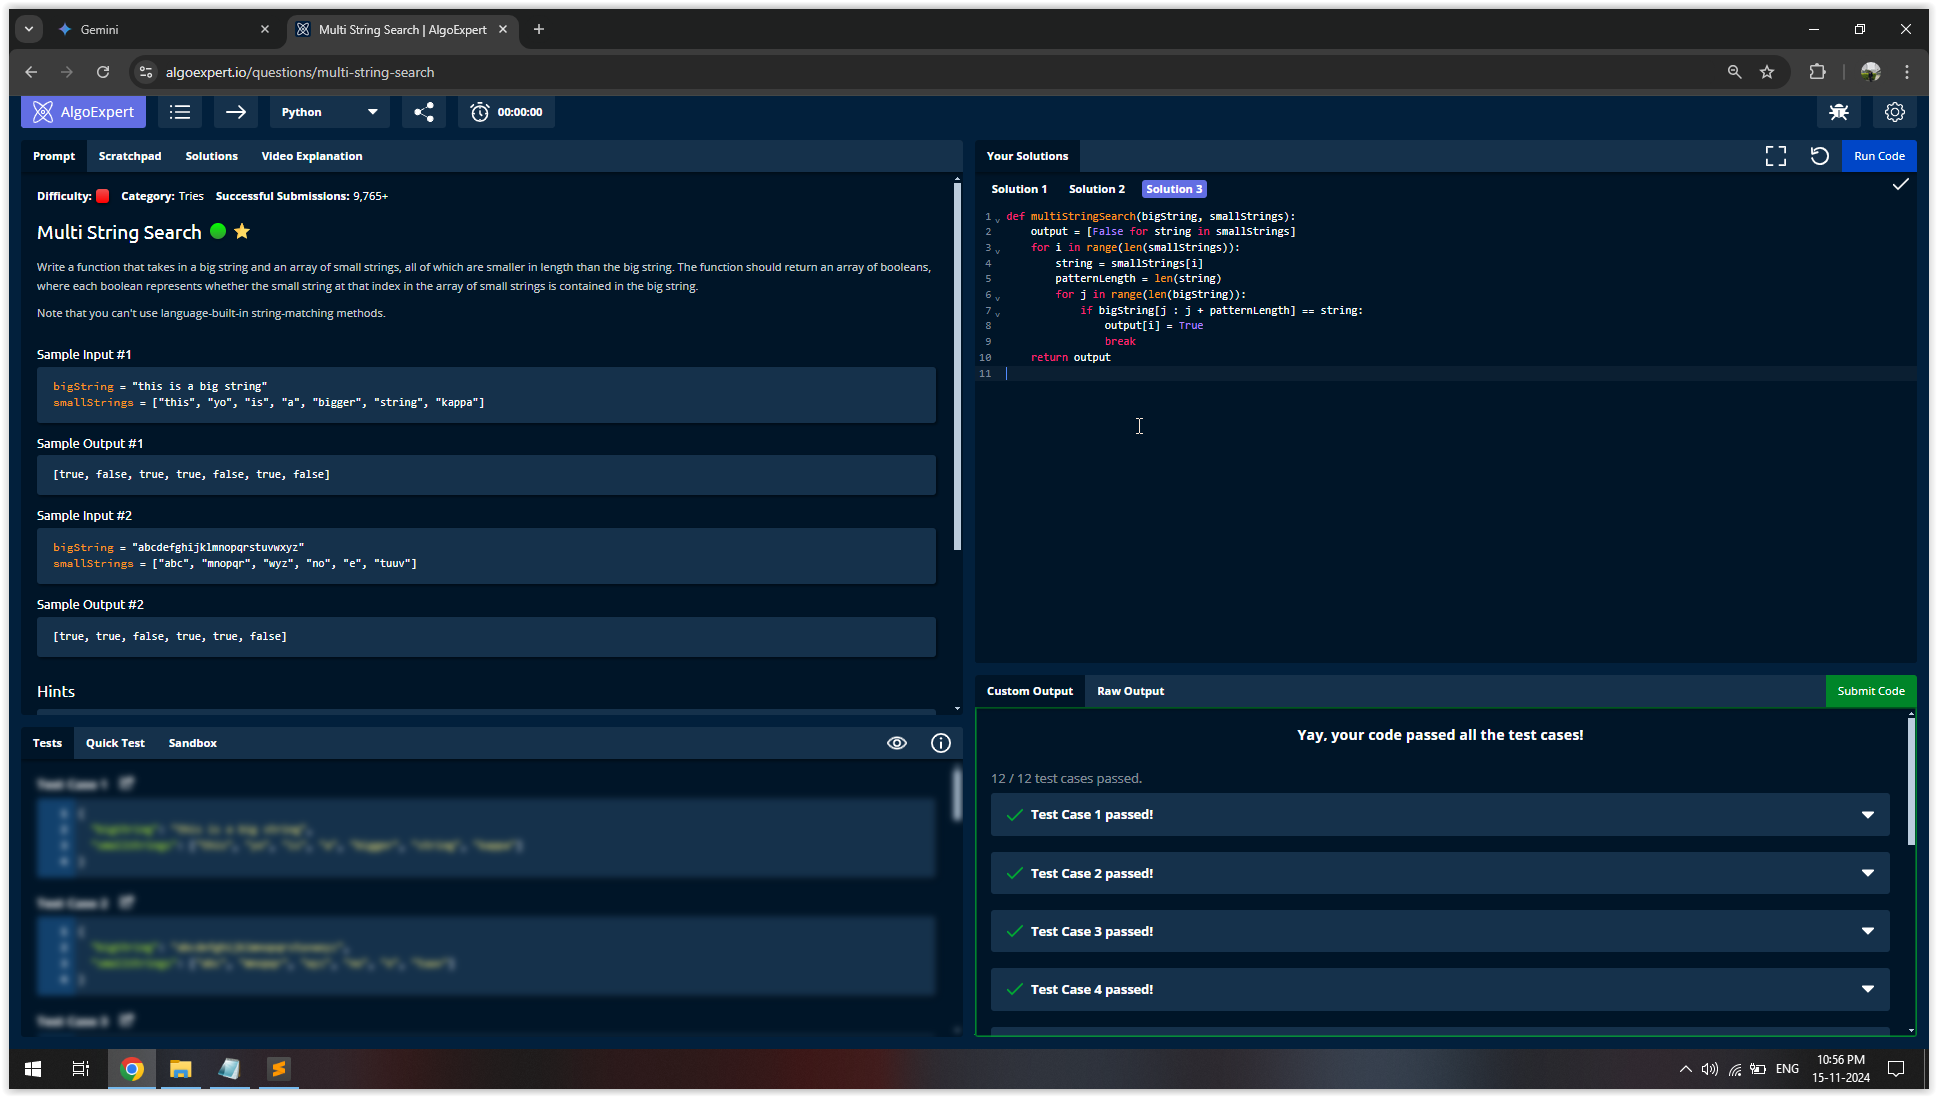 Gemini
Multi String Search | AlgoExpert
algoexpert.io/questions/multi-string-search
AlgoExpert
Python
00:00:00
Prompt
Scratchpad
Solutions
Video Explanation
Difficulty:
Category: Tries
Successful Submissions: 9,765+
Multi String Search
Write a function that takes in a big string and an array of small strings, all of which are smaller in length than the big string. The function should return an array of booleans,
where each boolean represents whether the small string at that index in the array of small strings is contained in the big string.
Note that you can't use language-built-in string-matching methods.
Sample Input #1
bigString = "this is a big string"
smallStrings = ["this", "yo", "is", "a", "bigger", "string", "kappa"]
Sample Output #1
[true, false, true, true, false, true, false]
Sample Input #2
bigString = "abcdefghijklmnopqrstuvwxyz"
smallStrings = ["abc", "mnopqr", "wyz", "no", "e", "tuuv"]
Sample Output #2
[true, true, false, true, true, false]
Hints
Tests
Quick Test
Sandbox
Test Case 1
Test Case 2
Test Case 3
Your Solutions
Run Code
Solution 1
Solution 2
Solution 3
1 def multiStringSearch(bigString, smallStrings):
2     output = [False for string in smallStrings]
3     for i in range(len(smallStrings)):
4         string = smallStrings[i]
5         patternLength = len(string)
6         for j in range(len(bigString)):
7             if bigString[j : j + patternLength] == string:
8                 output[i] = True
9                 break
10     return output
11
Custom Output
Raw Output
Submit Code
Yay, your code passed all the test cases!
12 / 12 test cases passed.
Test Case 1 passed!
Test Case 2 passed!
Test Case 3 passed!
Test Case 4 passed!
ENG
10:56 PM
15-11-2024